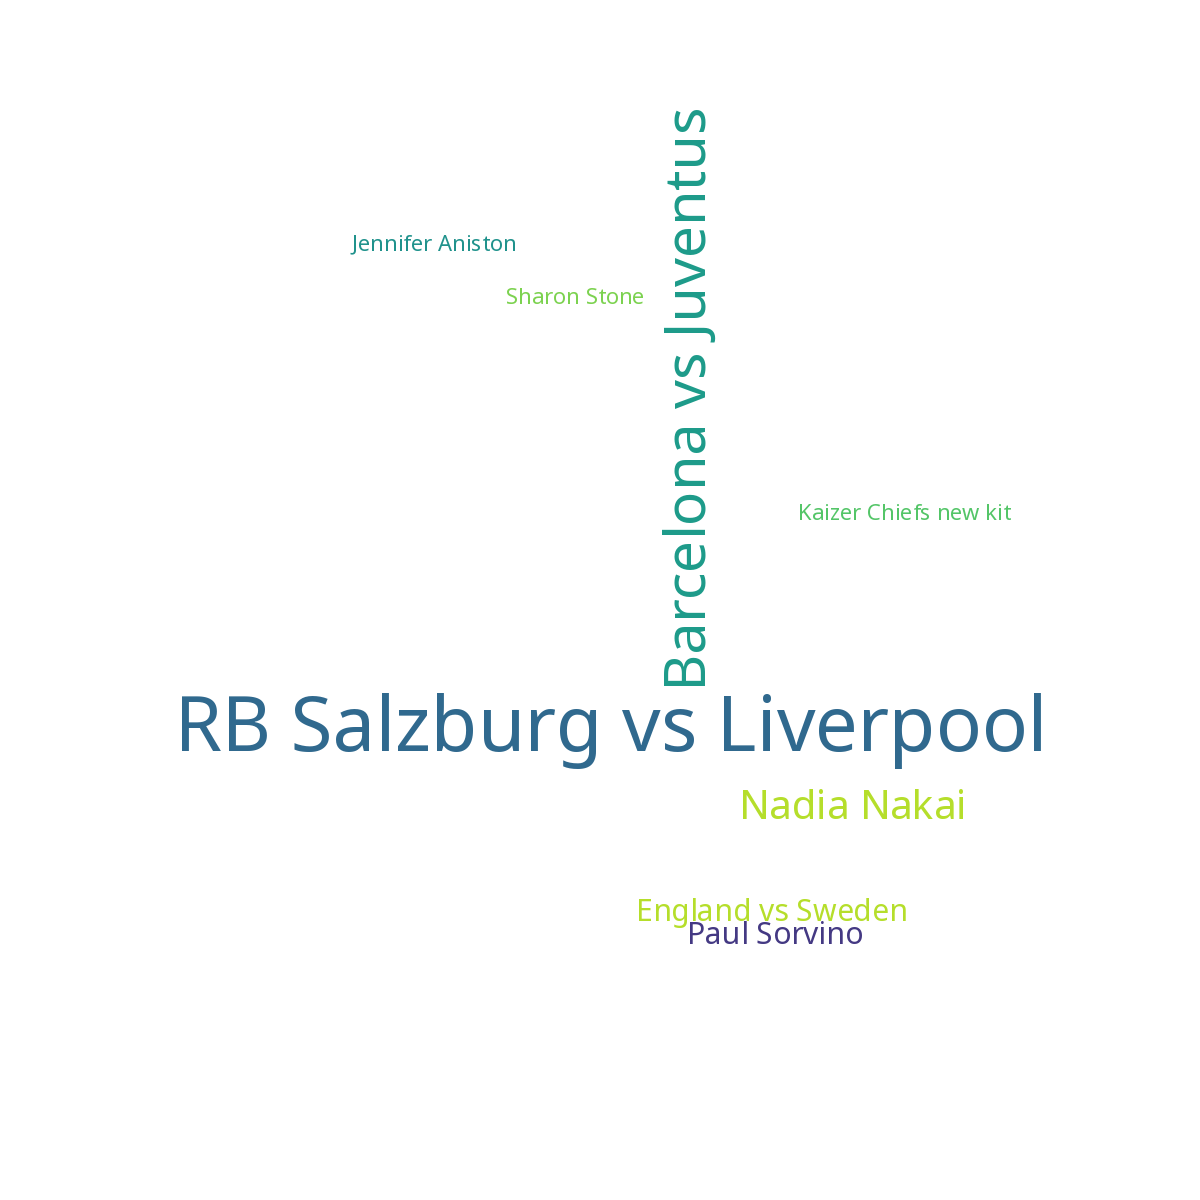 Barcelona vs Juventus
Jennifer Aniston
Sharon Stone
Kaizer Chiefs new kit
RB Salzburg vs Liverpool
Nadia Nakai
England vs Sweden
Paul Sorvino